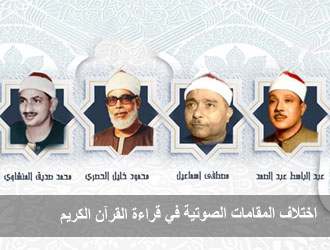 عبد الباسط عبد الصمد
مصطفى إسماعيل
محمود خليل الحصري
محمد صديق المنشاوي
اختلاف المقامات الصوتية في قراءة القرآن الكريم